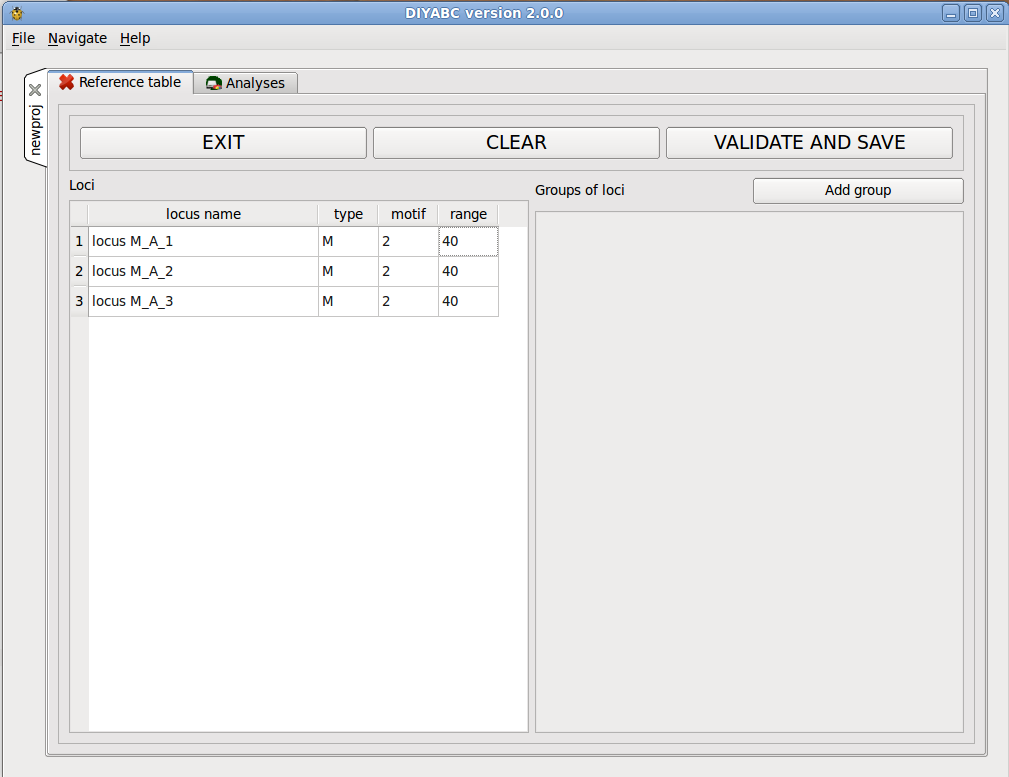 DIYABC version 2.0.0
File Navigate Help
newproj
Reference table Analyses
EXIT CLEAR VALIDATE AND SAVE
Loci
Groups of loci Add group
locus name type motif range
1 locus M_A_1 M 2 40
2 locus M_A_2 M 2 40
3 locus M_A_3 M 2 40